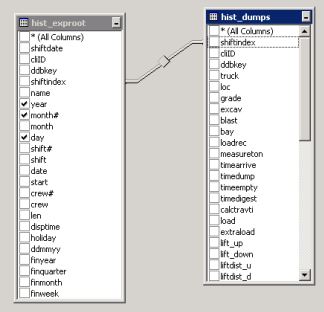 hist_exproot
* (All Columns)
shiftdate
cliID
ddbkey
shiftindex
name
year
month#
month
day
shift#
shift
date
start
crew#
crew
len
disptime
holiday
ddmmyy
finyear
finquarter
finmonth
finweek
hist_dumps
* (All Columns)
shiftindex
cliID
ddbkey
truck
loc
grade
excav
blast
bay
loadrec
measureton
timearrive
timedump
timeempty
timedigest
calctravti
load
extraload
lift_up
lift_down
liftdist_u
liftdist_d